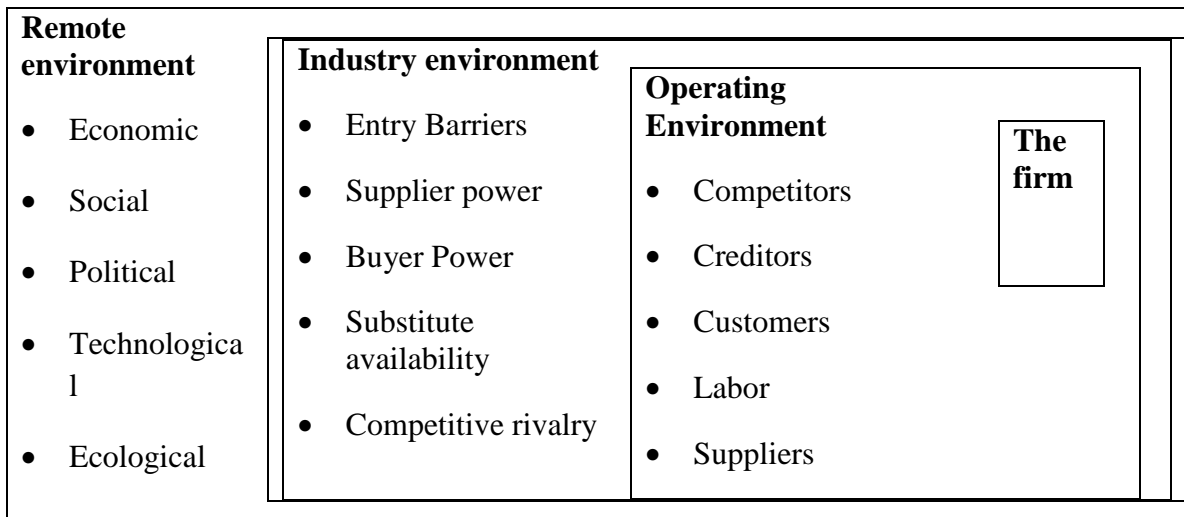 Remote
environment
• Economic
• Social
• Political
• Technologica
l
• Ecological
Industry environment
• Entry Barriers
• Supplier power
• Buyer Power
• Substitute
availability
• Competitive rivalry
Operating
Environment
• Competitors
• Creditors
• Customers
• Labor
• Suppliers
The
firm